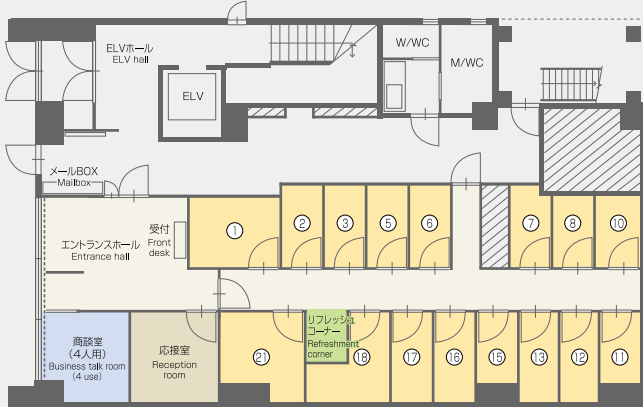 ELVホール
ELV hall
ELV
W/WC
M/WC
メールBOX
Mailbox
受付
Front
desk
エントランスホール
Entrance hall
①
②
③
⑤
⑥
⑦
⑧
⑩
商談室
(4人用)
Business talk room
(4 use)
応接室
Reception
room
㉑
リフレッシュ
コーナー
Refreshment
corner
⑱
⑰
⑯
⑮
⑬
⑫
⑪